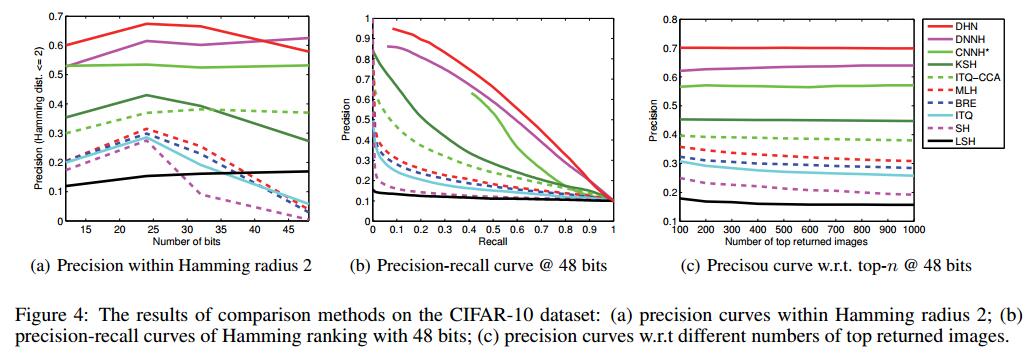 0.7
0.6
0.5
0.4
0.3
0.2
0.1
0
Precision (Hamming dist. <= 2)
15 20 25 30 35 40 45
Number of bits
(a) Precision within Hamming radius 2
1
0.9
0.8
0.7
0.6
0.5
0.4
0.3
0.2
0.1
0
Precision
0 0.1 0.2 0.3 0.4 0.5 0.6 0.7 0.8 0.9 1
Recall
(b) Precision-recall curve @ 48 bits
0.8
0.7
0.6
0.5
0.4
0.3
0.2
0.1
Precision
100 200 300 400 500 600 700 800 900 1000
Number of top returned images
(c) Precisou curve w.r.t. top-n @ 48 bits
DHN
DNNH
CNNH*
KSH
ITQ-CCA
MLH
BRE
ITQ
SH
LSH
Figure 4: The results of comparison methods on the CIFAR-10 dataset: (a) precision curves within Hamming radius 2; (b)
precision-recall curves of Hamming ranking with 48 bits; (c) precision curves w.r.t different numbers of top returned images.